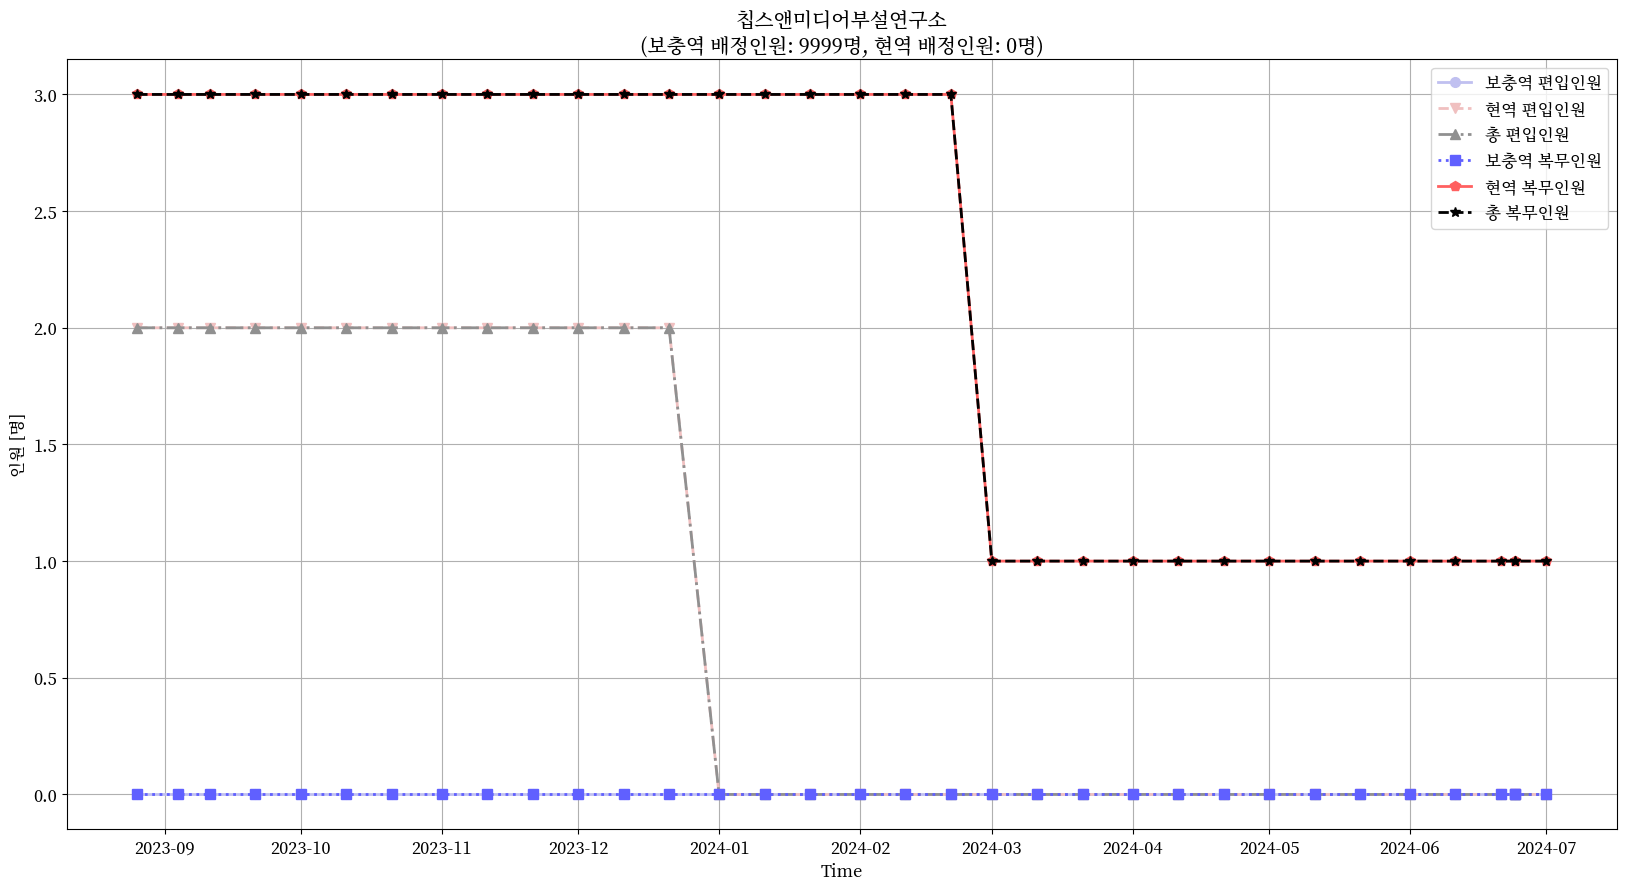 칩스앤미디어부설연구소
(보충역 배정인원: 9999명, 현역 배정인원: 0명)
보충역 편입인원
현역 편입인원
총 편입인원
보충역 복무인원
현역 복무인원
총 복무인원
인원 [명]
3.0
2.5
2.0
1.5
1.0
0.5
0.0
2023-09
2023-10
2023-11
2023-12
2024-01
2024-02
2024-03
2024-04
2024-05
2024-06
2024-07
Time